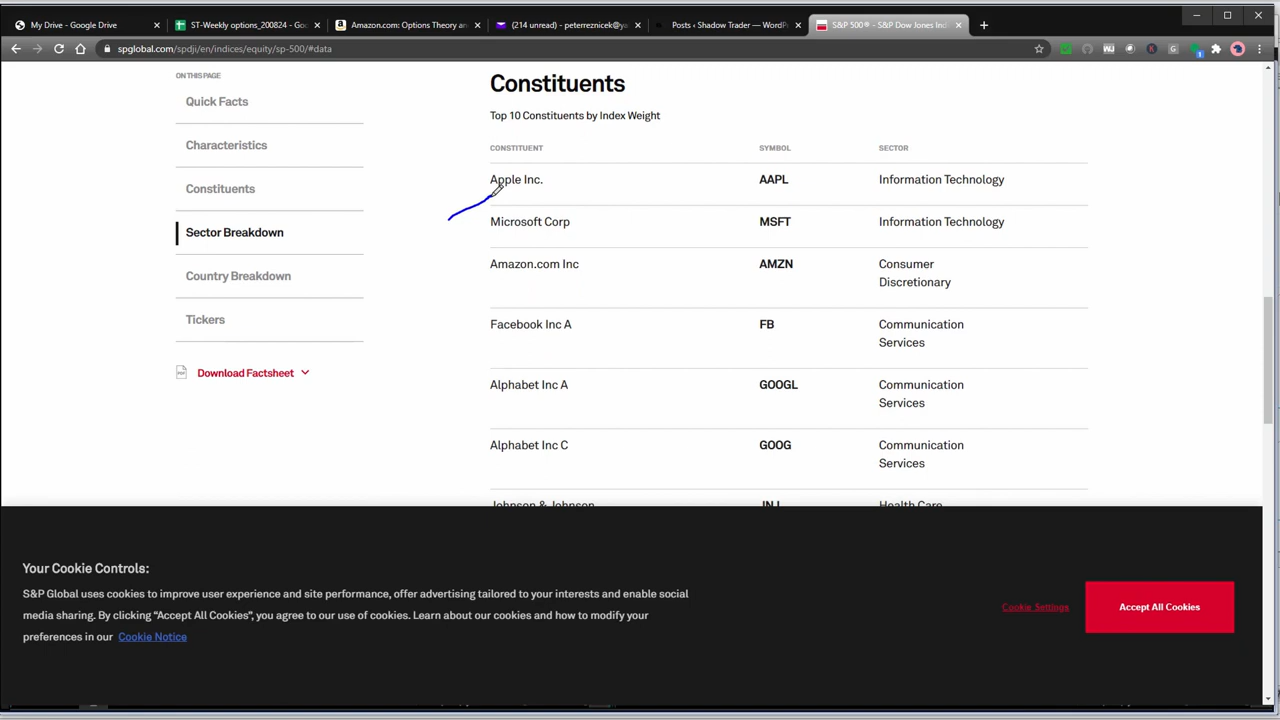 My Drive - Google Drive
ST-Weekly options_200824 - Go
Amazon.com: Options Theory an
(214 unread) - peterreznicek@y
Posts ‹ Shadow Trader — WordP
S&P 500® - S&P Dow Jones Ind
spglobal.com/spdji/en/indices/equity/sp-500/#data
ON THIS PAGE
Quick Facts
Characteristics
Constituents
Sector Breakdown
Country Breakdown
Tickers
PDF Download Factsheet
Constituents
Top 10 Constituents by Index Weight
CONSTITUENT SYMBOL SECTOR
Apple Inc. AAPL Information Technology
Microsoft Corp MSFT Information Technology
Amazon.com Inc AMZN Consumer
Discretionary
Facebook Inc A FB Communication
Services
Alphabet Inc A GOOGL Communication
Services
Alphabet Inc C GOOG Communication
Services
Johnson & Johnson JNJ Health Care
Your Cookie Controls:
S&P Global uses cookies to improve user experience and site performance, offer advertising tailored to your interests and enable social
media sharing. By clicking “Accept All Cookies”, you agree to our use of cookies. Learn about our cookies and how to modify your
preferences in our Cookie Notice
Cookie Settings
Accept All Cookies